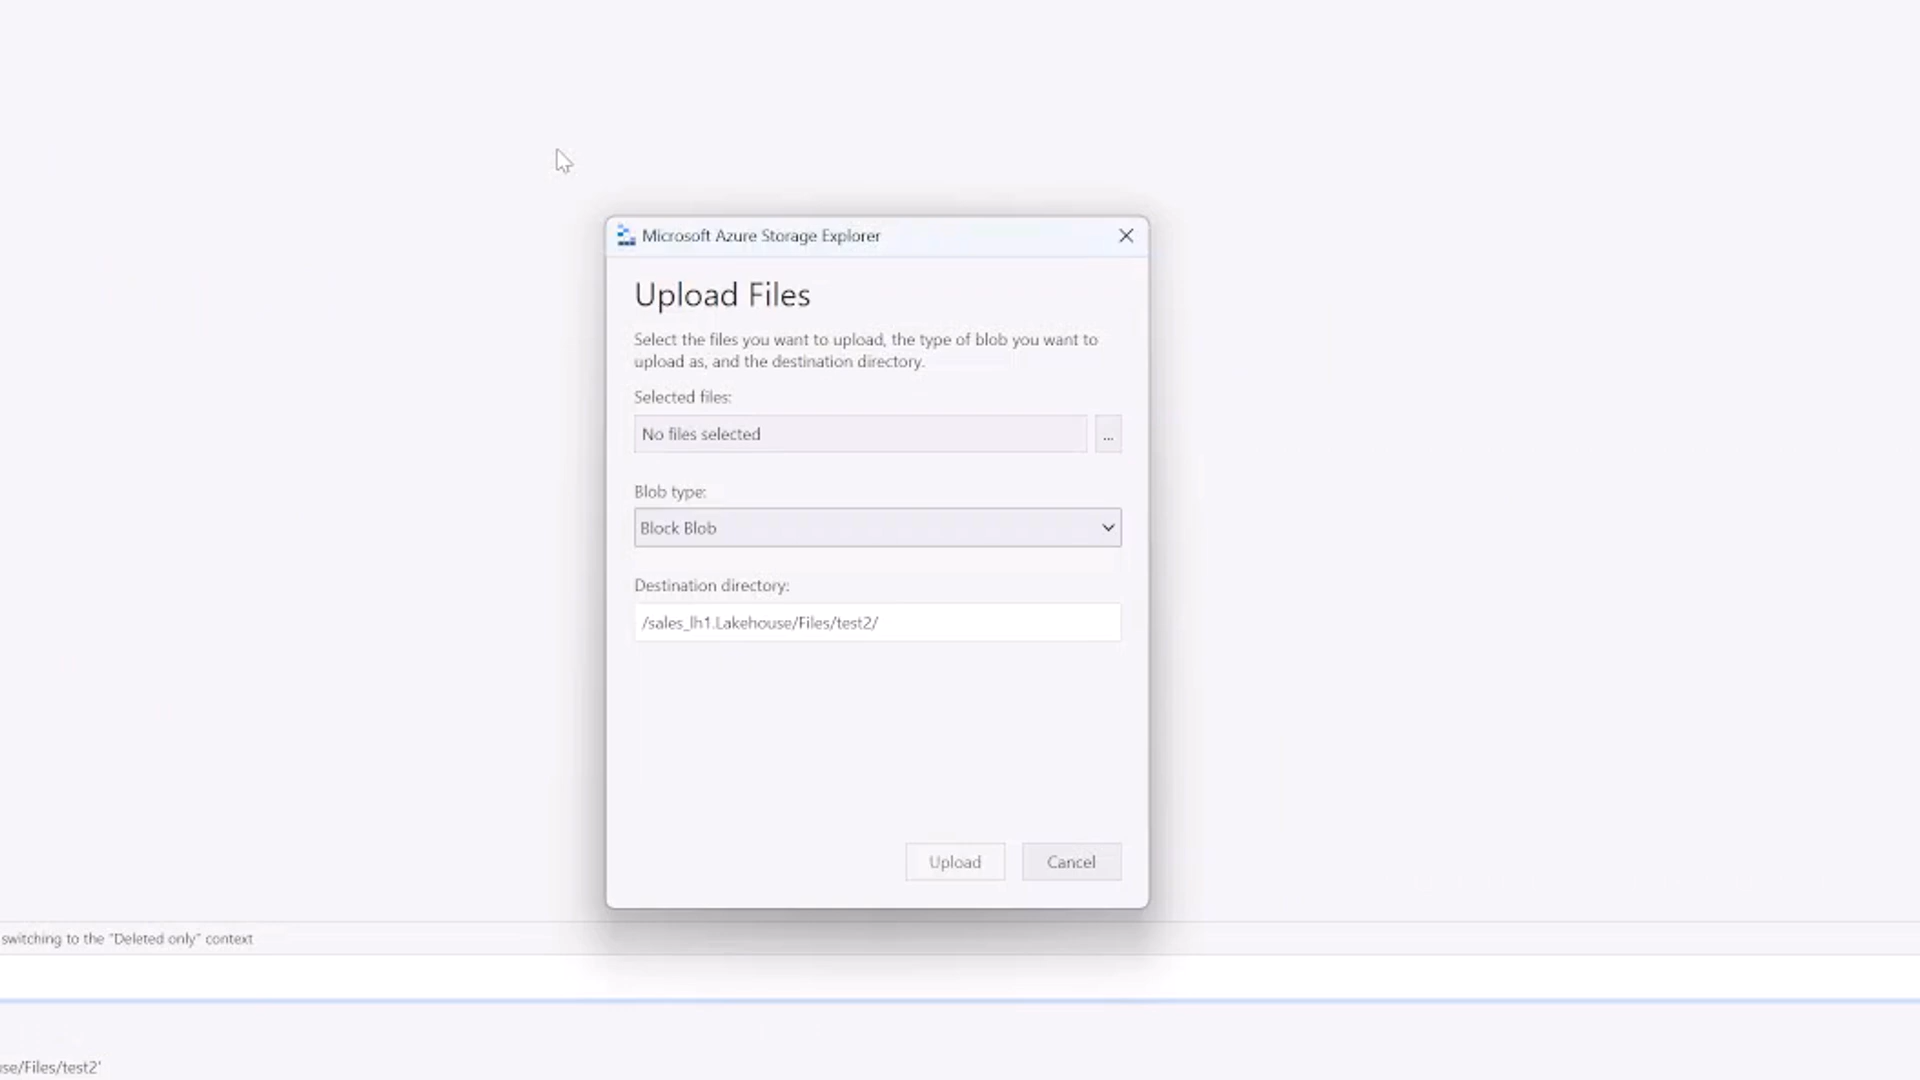 Microsoft Azure Storage Explorer
Upload Files
Select the files you want to upload, the type of blob you want to
upload as, and the destination directory.
Selected files:
No files selected
...
Blob type:
Block Blob
Destination directory:
/sales_lh1.Lakehouse/Files/test2/
Upload
Cancel
switching to the "Deleted only" context
se/Files/test2'